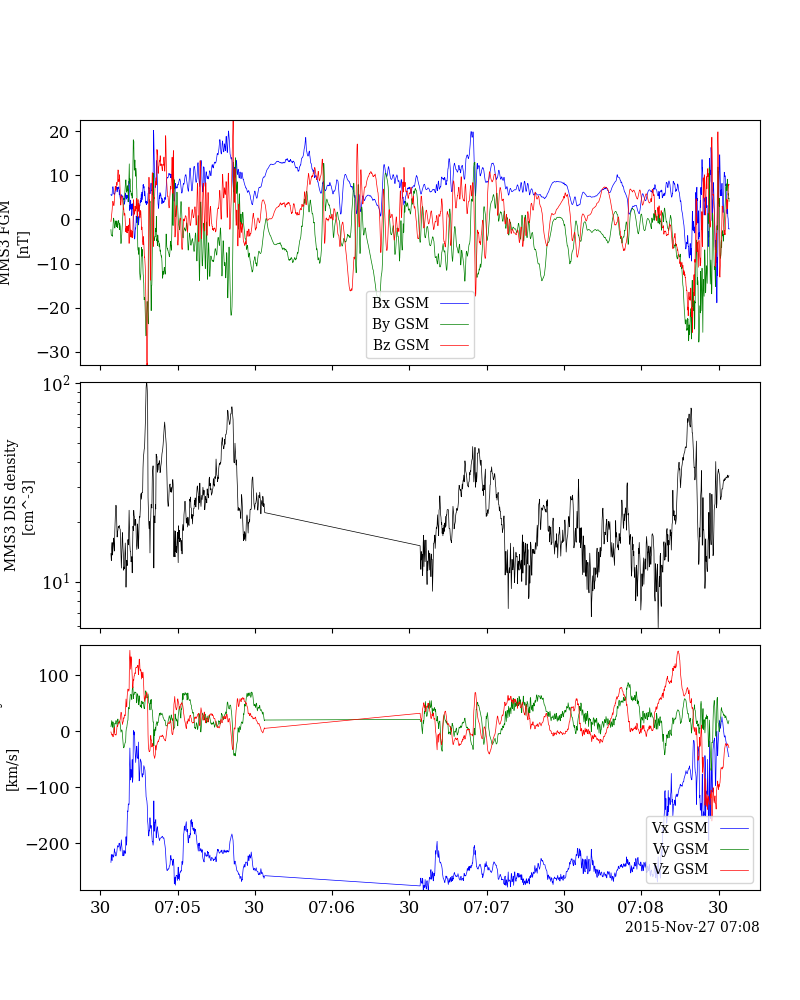 20
10
0
−10
−20
−30
MMS3 FGM
[nT]
Bx GSM
By GSM
Bz GSM
10^2
10^1
MMS3 DIS density
[cm^-3]
100
0
−100
−200
[km/s]
Vx GSM
Vy GSM
Vz GSM
30 07:05 30 07:06 30 07:07 30 07:08 30
2015-Nov-27 07:08